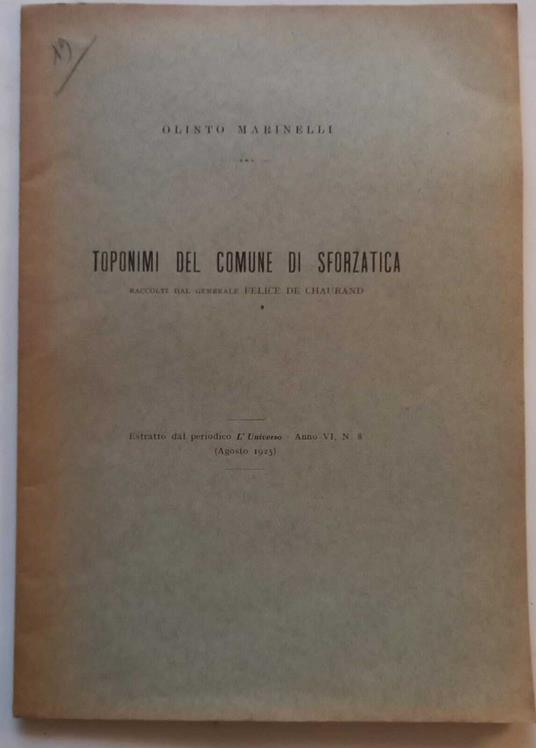 OLINTO MARINELLI
TOPONIMI DEL COMUNE DI SFORZATICA
RACCOLTI DAL GENERALE FELICE DE CHAURAND
Estratto dal periodico L'Universo - Anno VI, N. 8
(Agosto 1925)